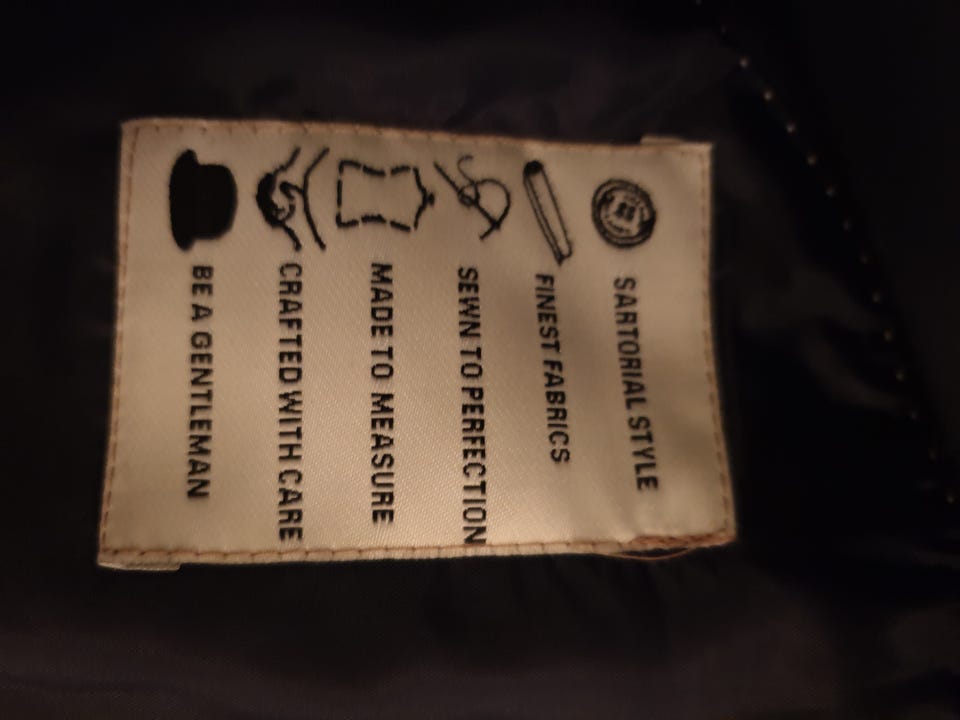 SARTORIAL STYLE
FINEST FABRICS
SEWN TO PERFECTION
MADE TO MEASURE
CRAFTED WITH CARE
BE A GENTLEMAN